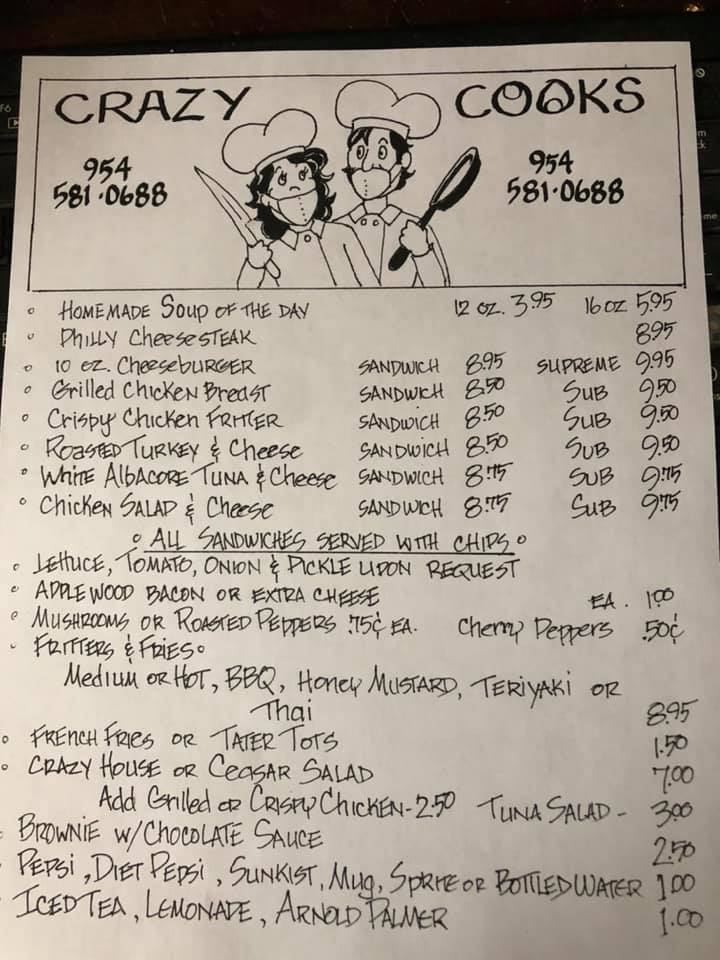 CRAZY COOKS
954 581·0688
954 581·0688
° HOMEMADE SOUP OF THE DAY 12 OZ. 3.95 16 OZ 5.95
° PHILLY CHEESESTEAK 8.95
° 10 OZ. CHEESEBURGER SANDWICH 8.95 SUPREME 9.95
° Grilled Chicken Breast SANDWICH 8.50 SUB 9.50
° Crispy Chicken FRITTER SANDWICH 8.50 SUB 9.50
° ROASTED TURKEY & Cheese SANDWICH 8.50 SUB 9.50
° WHITE AlbACORE TUNA & Cheese SANDWICH 8.75 SUB 9.75
° Chicken SALAD & Cheese SANDWICH 8.75 SUB 9.75
° ALL SANDWICHES SERVED WITH CHIPS °
° LETTUCE, TOMATO, ONION & PICKLE UPON REQUEST
° APPLEWOOD BACON OR EXTRA CHEESE EA. 1.00
° MUSHROOMS OR ROASTED PEPPERS .75¢ EA. Cherry Peppers .50¢
° FRITTERS & FRIES°
Medium or HOT, BBQ, Honey MUSTARD, TERiYAKi OR
Thai 8.95
° FRENCH FRIES OR TATER TOTS 1.50
° CRAZY HOUSE or CEASAR SALAD 7.00
Add Grilled or CRISPY CHICKEN-2.50 TUNA SALAD - 3.00
BROWNIE W/CHOCOLATE SAUCE 2.50
PEPSI, DIET PEPSI, SUNKIST, Mug, SPRITE OR BOTTLED WATER 1.00
ICED TEA, LEMONADE, ARNOLD PALMER 1.00